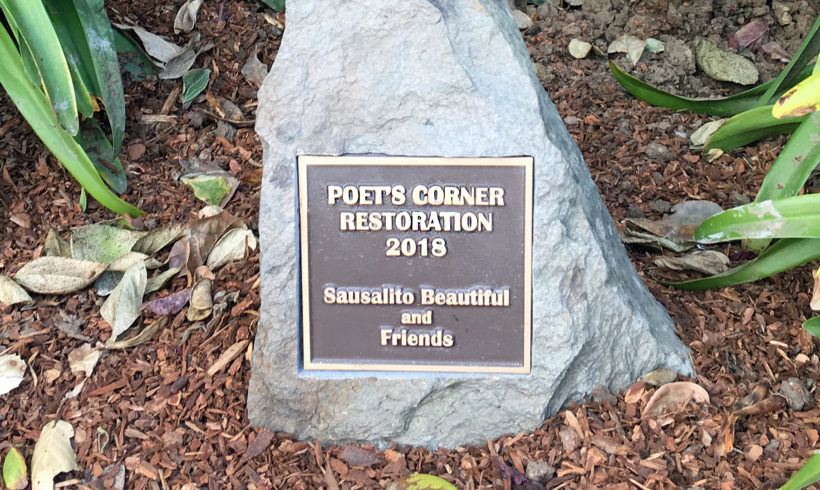 POET'S CORNER
RESTORATION
2018
Sausalito Beautiful
and
Friends